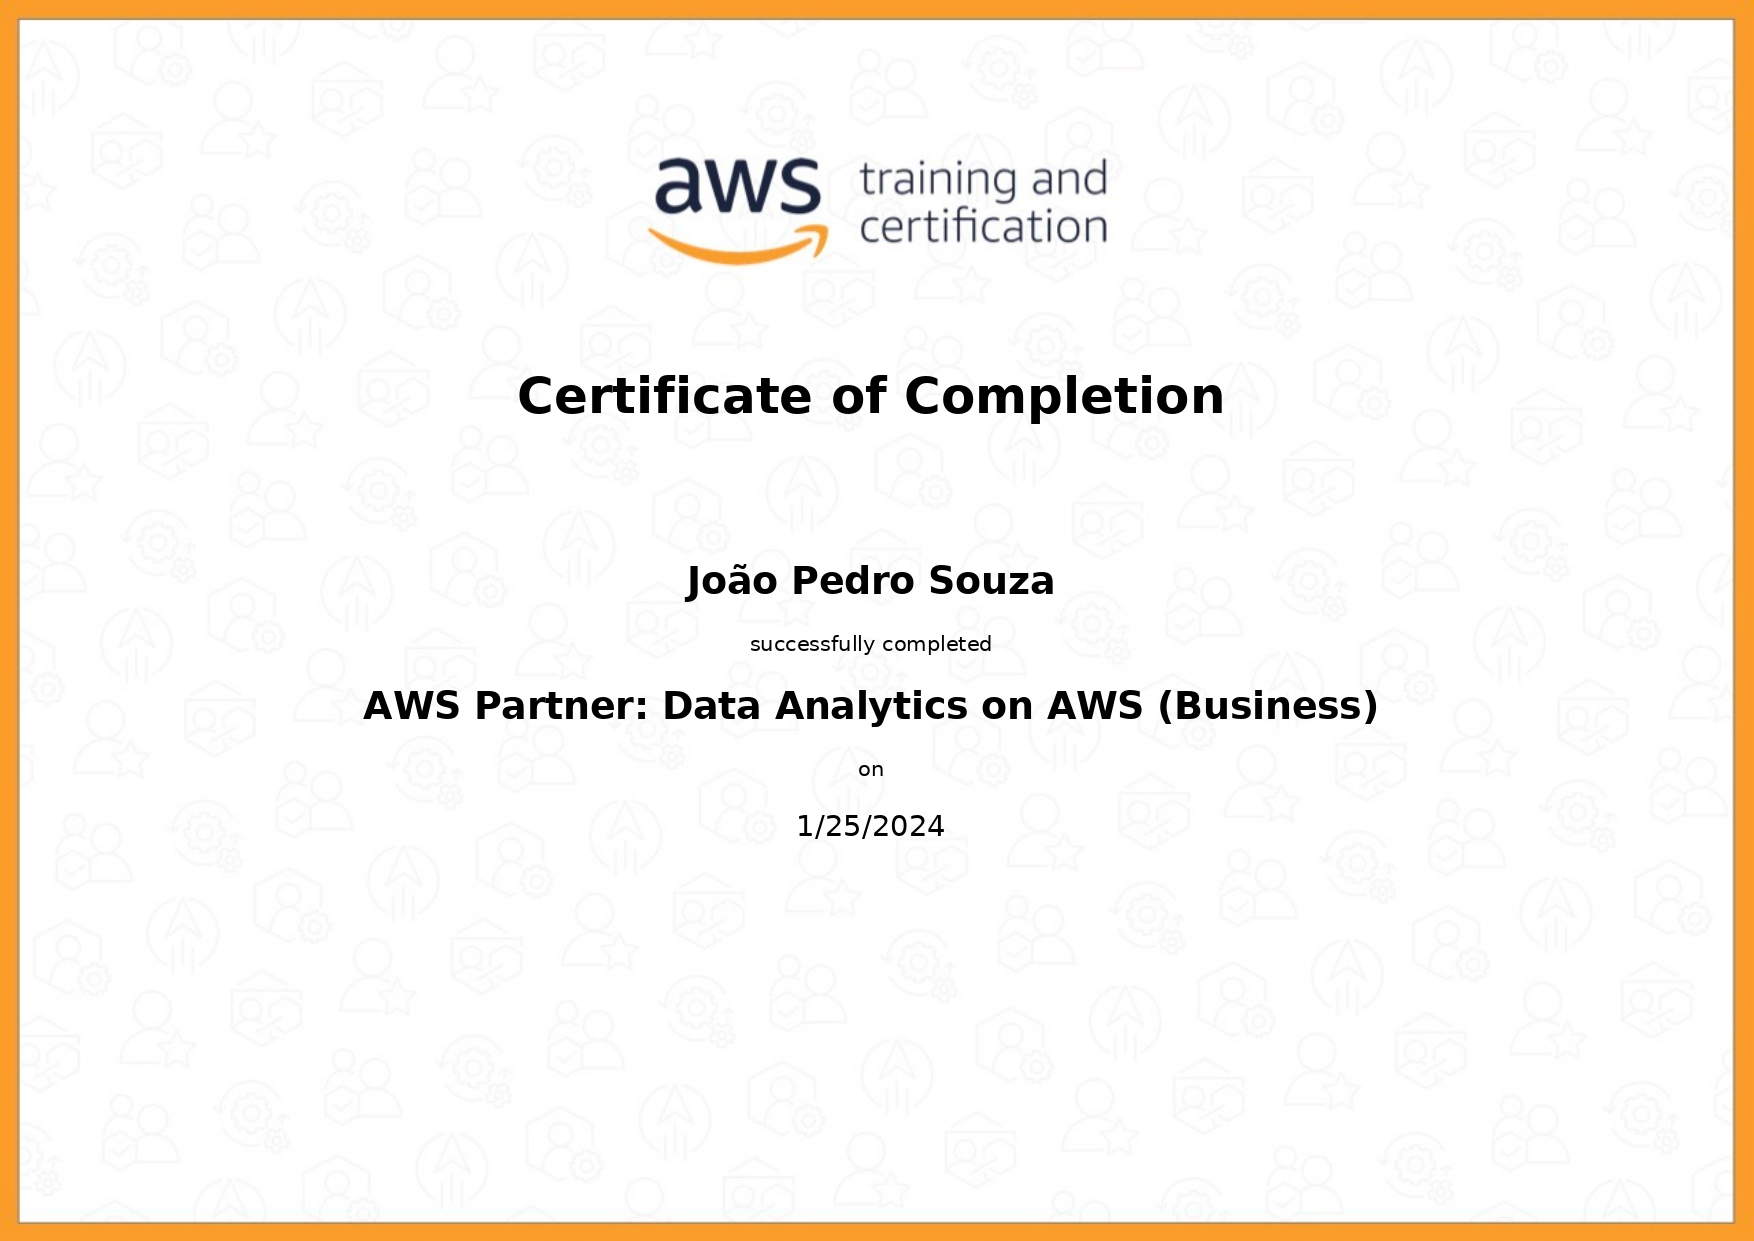 aws training and
certification
Certificate of Completion
João Pedro Souza
successfully completed
AWS Partner: Data Analytics on AWS (Business)
on
1/25/2024